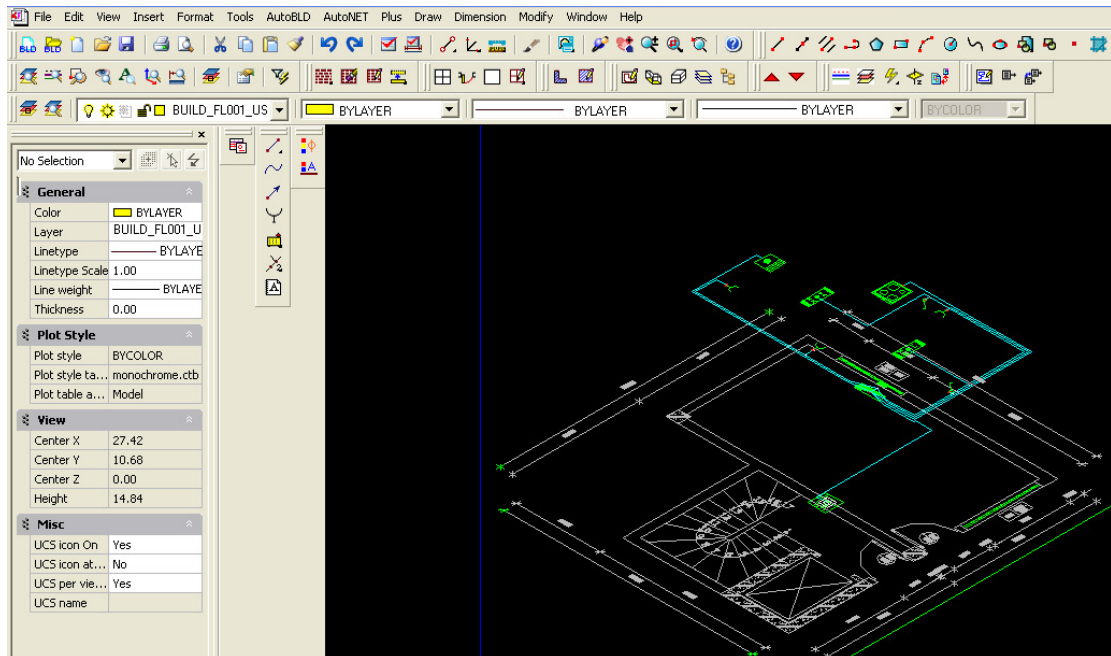 File Edit View Insert Format Tools AutoBLD AutoNET Plus Draw Dimension Modify Window Help
BLD BLD
BUILD_FL001_US BYLAYER BYLAYER BYLAYER BYCOLOR
No Selection
General
Color BYLAYER
Layer BUILD_FL001_U
Linetype BYLAYE
Linetype Scale 1.00
Line weight BYLAYE
Thickness 0.00
Plot Style
Plot style BYCOLOR
Plot style ta... monochrome.ctb
Plot table a... Model
View
Center X 27.42
Center Y 10.68
Center Z 0.00
Height 14.84
Misc
UCS icon On Yes
UCS icon at... No
UCS per vie... Yes
UCS name